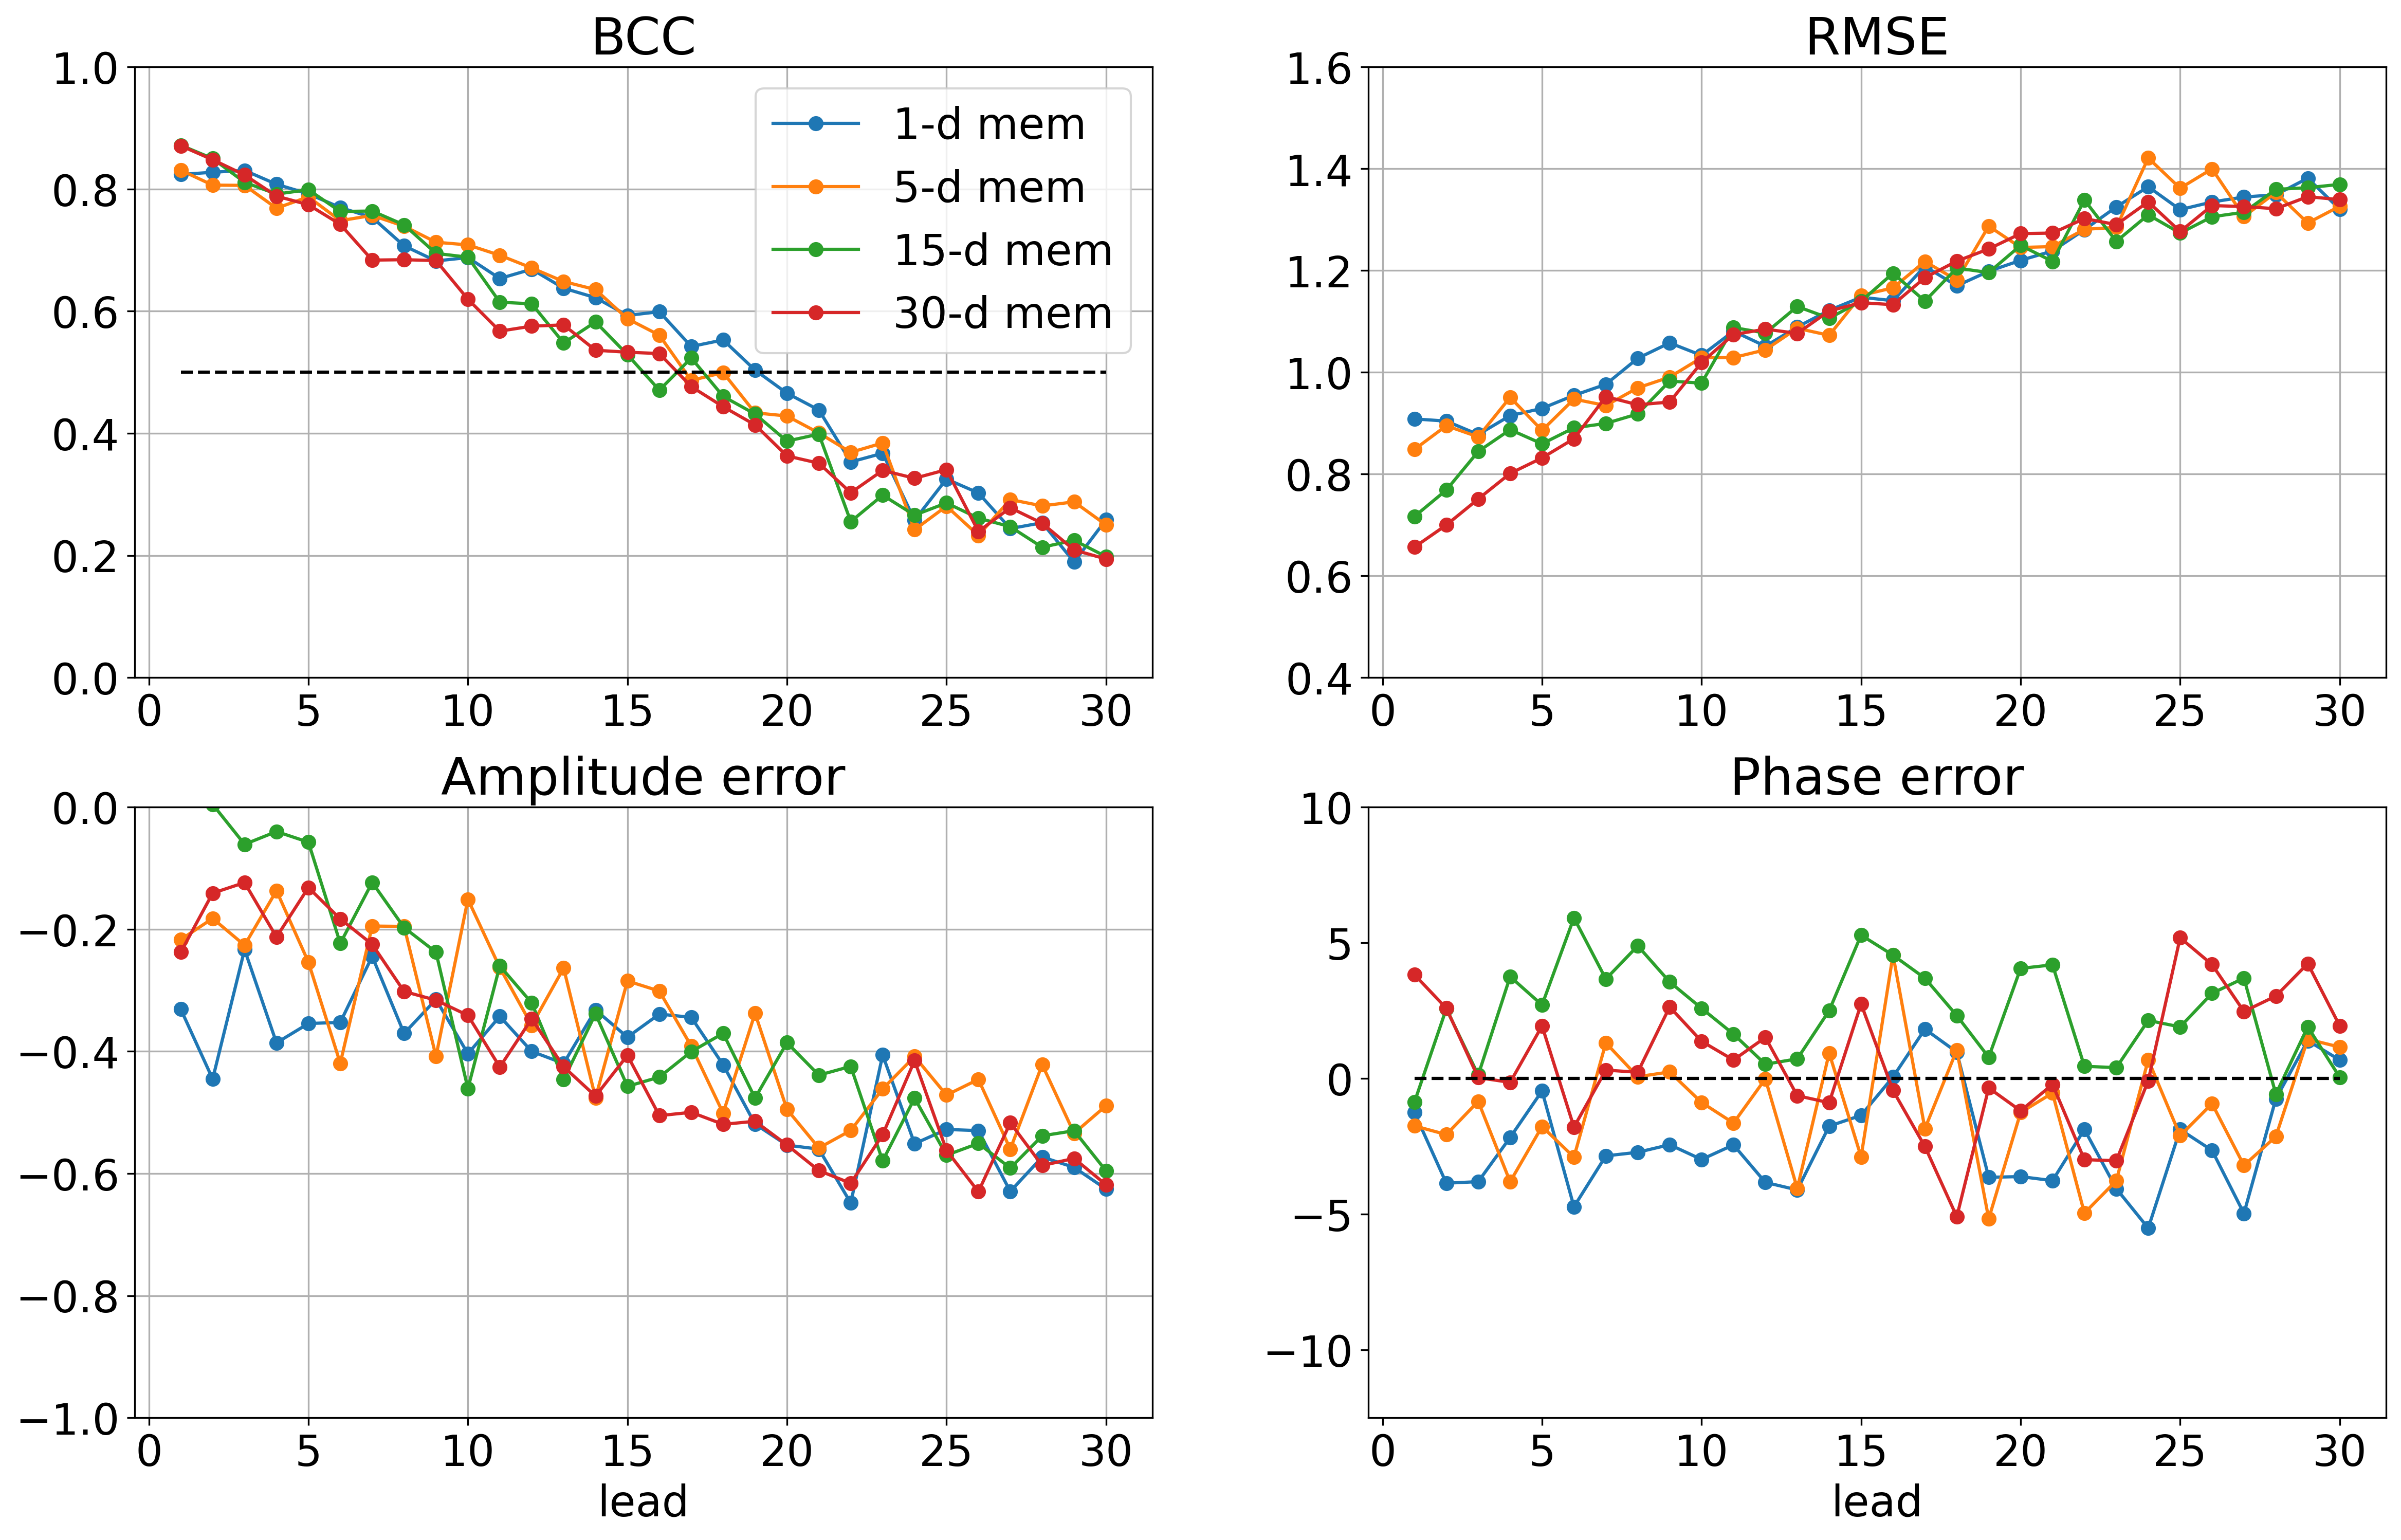 BCC
1.0
0.8
0.6
0.4
0.2
0.0
0 5 10 15 20 25 30
1-d mem
5-d mem
15-d mem
30-d mem
RMSE
1.6
1.4
1.2
1.0
0.8
0.6
0.4
0 5 10 15 20 25 30
Amplitude error
0.0
−0.2
−0.4
−0.6
−0.8
−1.0
0 5 10 15 20 25 30
lead
Phase error
10
5
0
−5
−10
0 5 10 15 20 25 30
lead